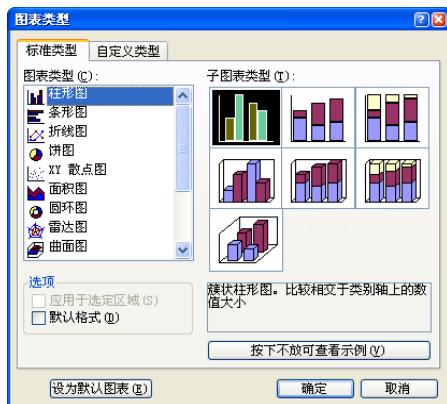 图表类型
标准类型 自定义类型
图表类型(C):
柱形图
条形图
折线图
饼图
XY 散点图
面积图
圆环图
雷达图
曲面图
子图表类型(T):
选项
应用于选定区域(S)
默认格式(D)
簇状柱形图。比较相交于类别轴上的数
值大小
按下不放可查看示例(V)
设为默认图表(E) 确定 取消